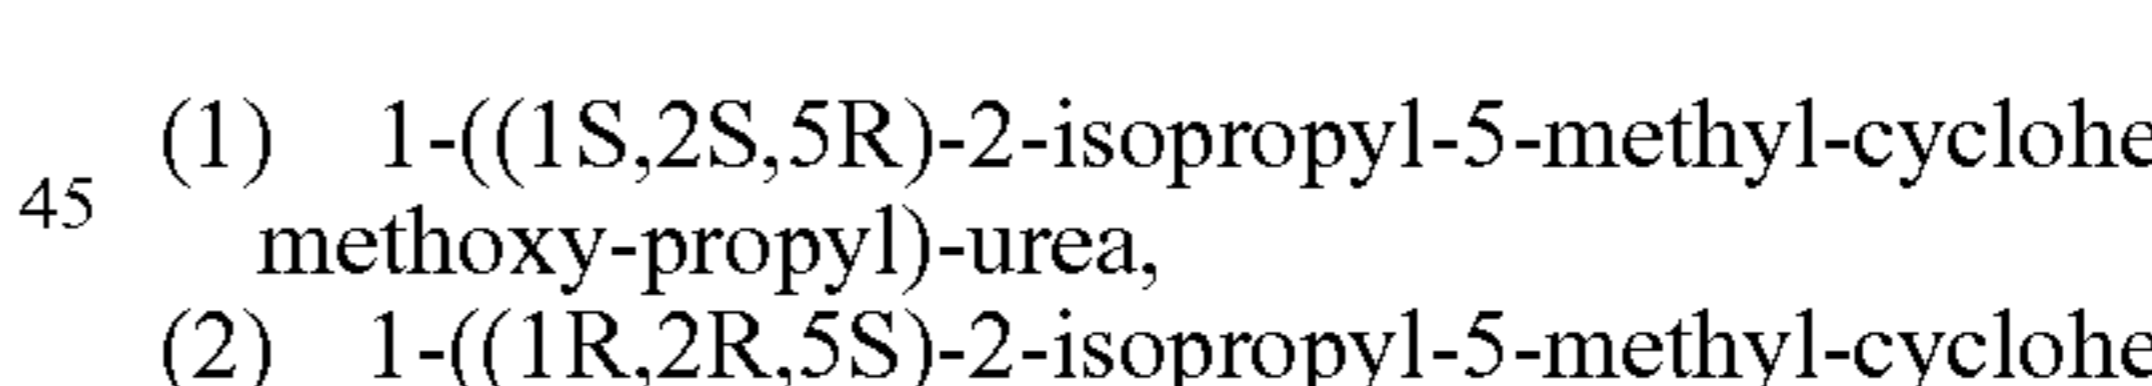 (1) 1-((1S,2S,5R)-2-isopropyl-5-methyl-cyclohe
45
methoxy-propyl)-urea,
(2) 1-((1R,2R,5S)-2-isopropyl-5-methyl-cyclohe